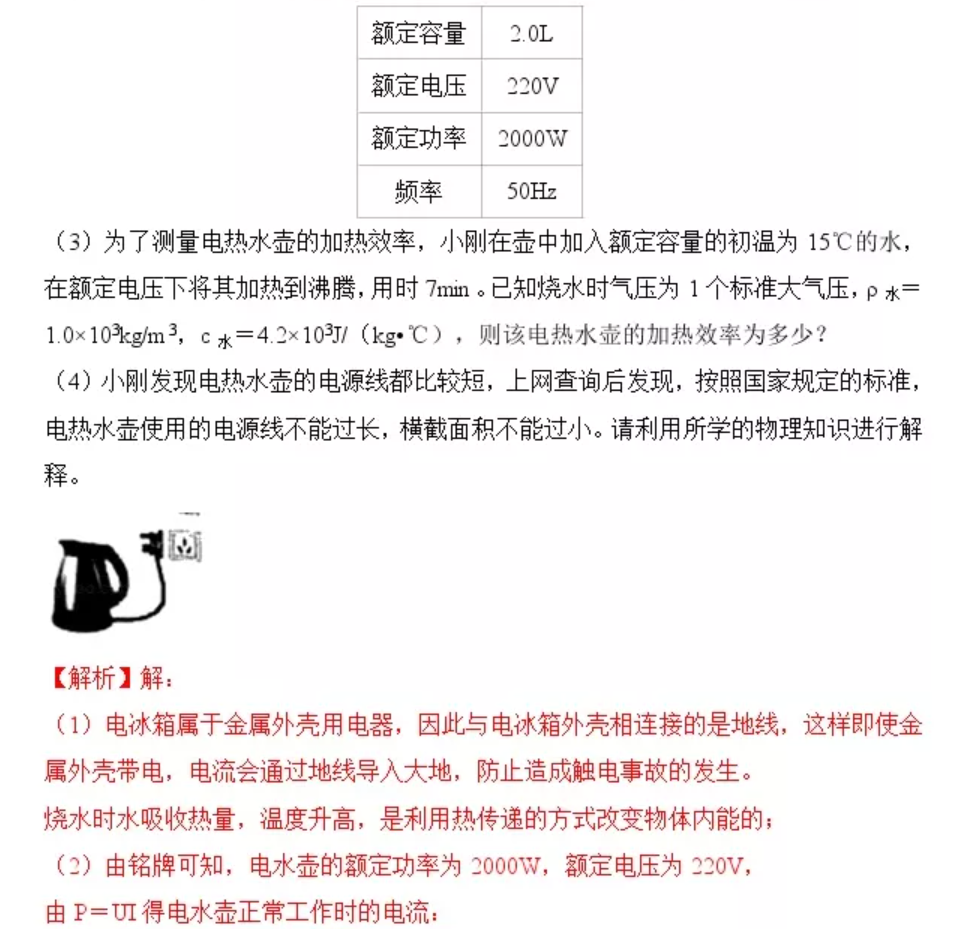 额定容量 2.0L
额定电压 220V
额定功率 2000W
频率 50Hz
（3）为了测量电热水壶的加热效率，小刚在壶中加入额定容量的初温为 15℃的水，
在额定电压下将其加热到沸腾，用时 7min。已知烧水时气压为 1 个标准大气压，ρ水＝
1.0×10³kg/m³，c水＝4.2×10³J/（kg•℃），则该电热水壶的加热效率为多少？
（4）小刚发现电热水壶的电源线都比较短，上网查询后发现，按照国家规定的标准，
电热水壶使用的电源线不能过长，横截面积不能过小。请利用所学的物理知识进行解
释。
【解析】解：
（1）电冰箱属于金属外壳用电器，因此与电冰箱外壳相连接的是地线，这样即使金
属外壳带电，电流会通过地线导入大地，防止造成触电事故的发生。
烧水时水吸收热量，温度升高，是利用热传递的方式改变物体内能的；
（2）由铭牌可知，电水壶的额定功率为 2000W，额定电压为 220V，
由 P＝UI 得电水壶正常工作时的电流：